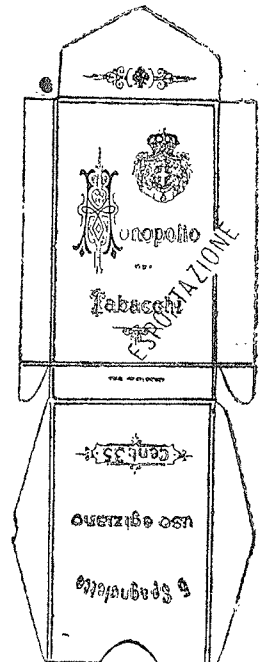 Monopolio
DEI
Tabacchi
ESPORTAZIONE
6 Spagnolette
uso egiziano
Cent. 35